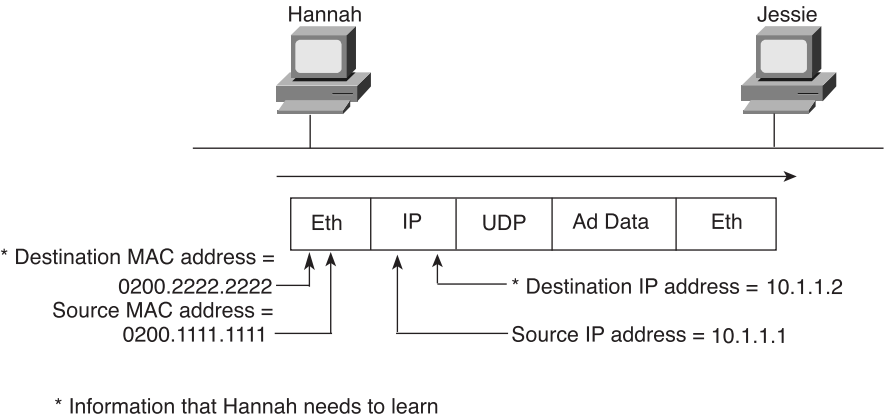 Hannah
Jessie
Eth
IP
UDP
Ad Data
Eth
* Destination MAC address =
0200.2222.2222
Source MAC address =
0200.1111.1111
* Destination IP address = 10.1.1.2
Source IP address = 10.1.1.1
* Information that Hannah needs to learn